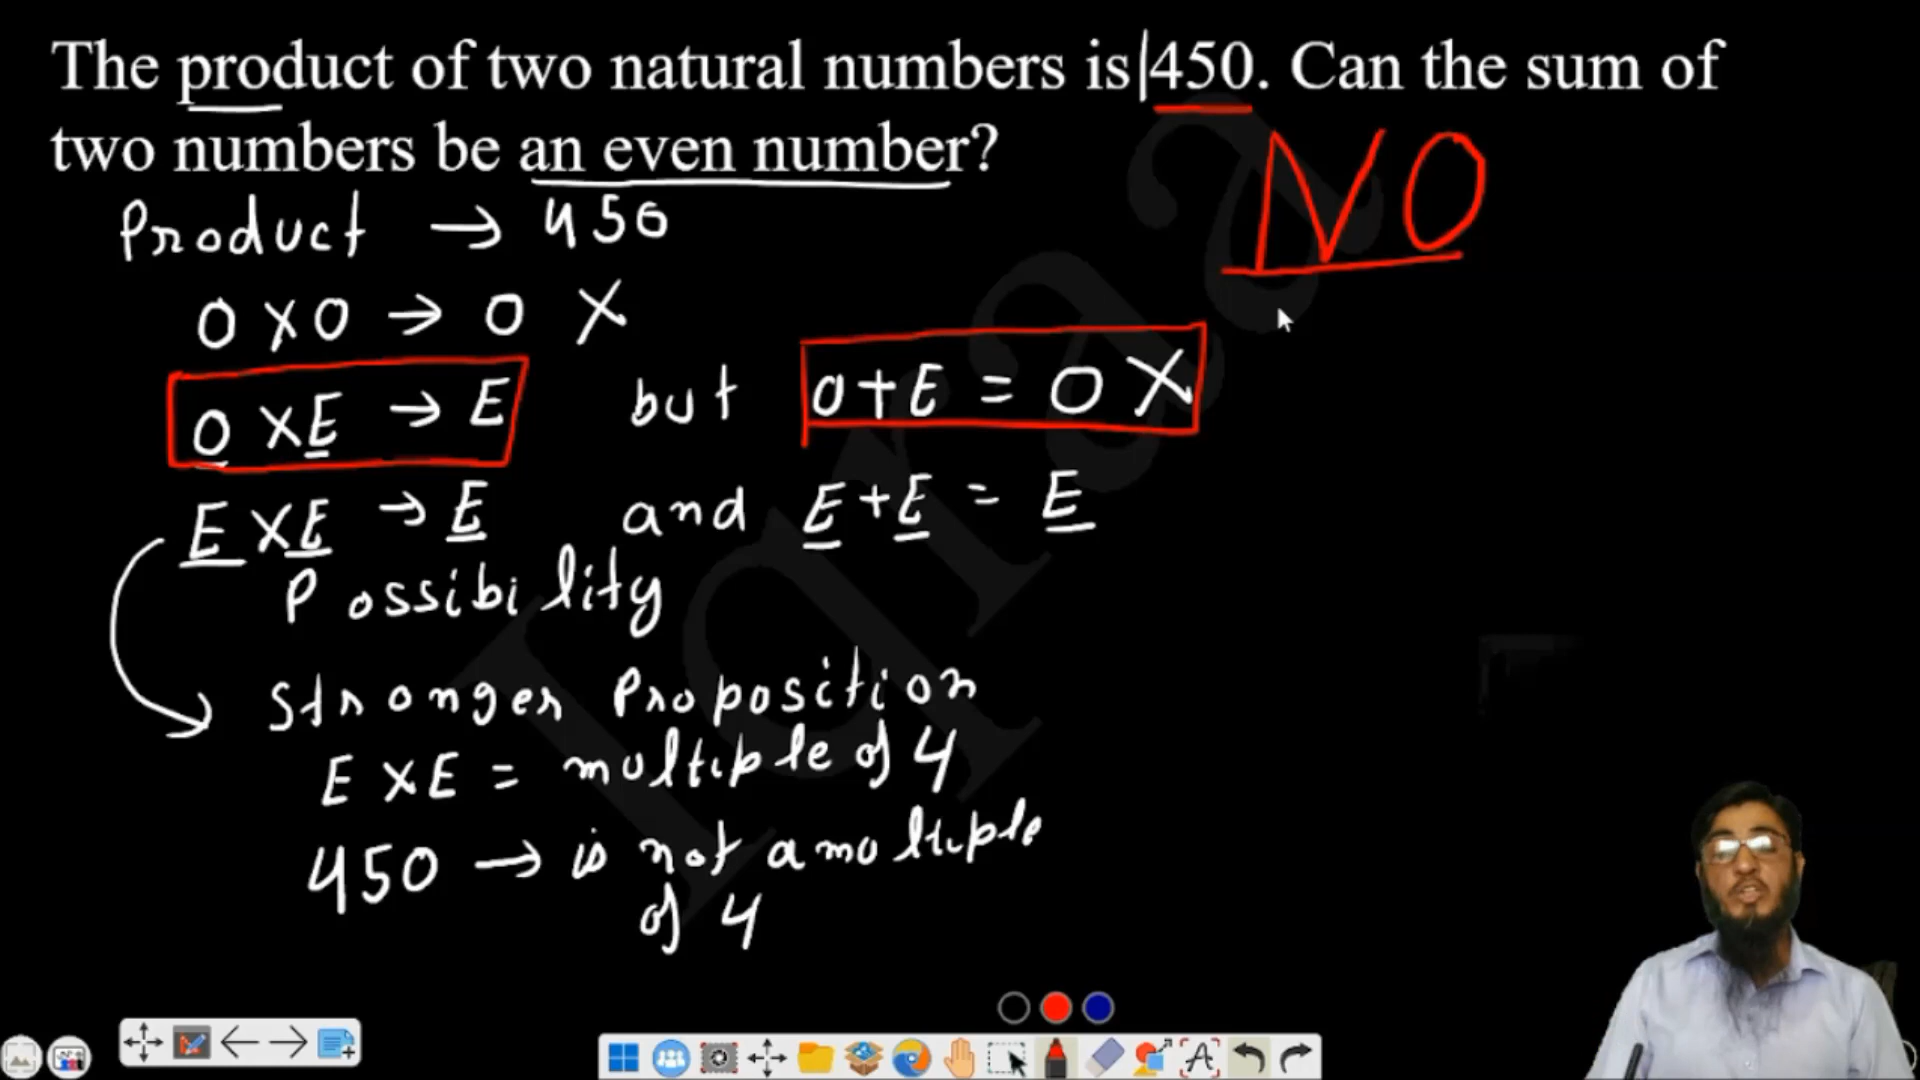 The product of two natural numbers is 450. Can the sum of
two numbers be an even number?
NO
Product → 450
O X O → O X
O X E → E but O + E = O X
E X E → E and E + E = E
Possibility
Stronger Proposition
E X E = multiple of 4
450 → is not a multiple
of 4
Iqraa